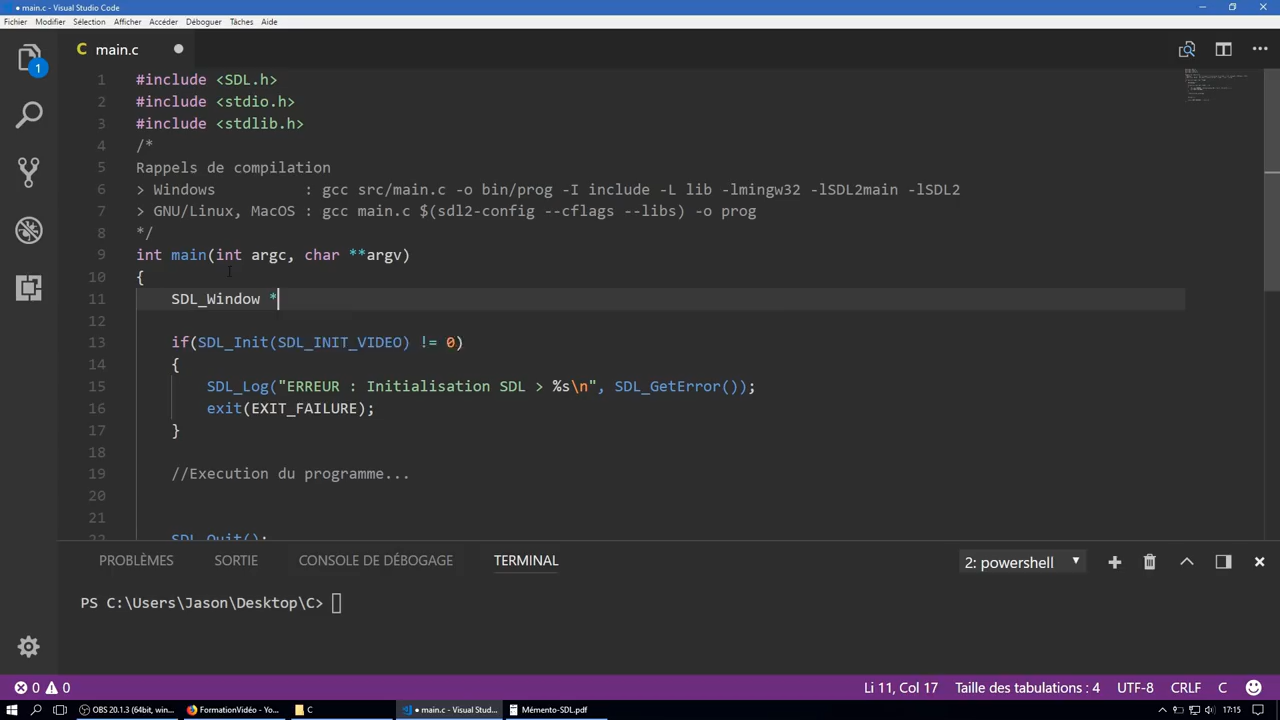 main.c - Visual Studio Code
Fichier Modifier Sélection Afficher Accéder Déboguer Tâches Aide
1
C main.c
1 #include <SDL.h>
2 #include <stdio.h>
3 #include <stdlib.h>
4 /*
5 Rappels de compilation
6 > Windows : gcc src/main.c -o bin/prog -I include -L lib -lmingw32 -lSDL2main -lSDL2
7 > GNU/Linux, MacOS : gcc main.c $(sdl2-config --cflags --libs) -o prog
8 */
9 int main(int argc, char **argv)
10 {
11 SDL_Window *
12
13 if(SDL_Init(SDL_INIT_VIDEO) != 0)
14 {
15 SDL_Log("ERREUR : Initialisation SDL > %s\n", SDL_GetError());
16 exit(EXIT_FAILURE);
17 }
18
19 //Execution du programme...
20
21
22 SDL_Quit();
PROBLÈMES SORTIE CONSOLE DE DÉBOGAGE TERMINAL 2: powershell
PS C:\Users\Jason\Desktop\C>
0 0 Li 11, Col 17 Taille des tabulations : 4 UTF-8 CRLF C
OBS 20.1.3 (64bit, win... FormationVidéo - Yo... C main.c - Visual Stud... Mémento-SDL.pdf 17:15